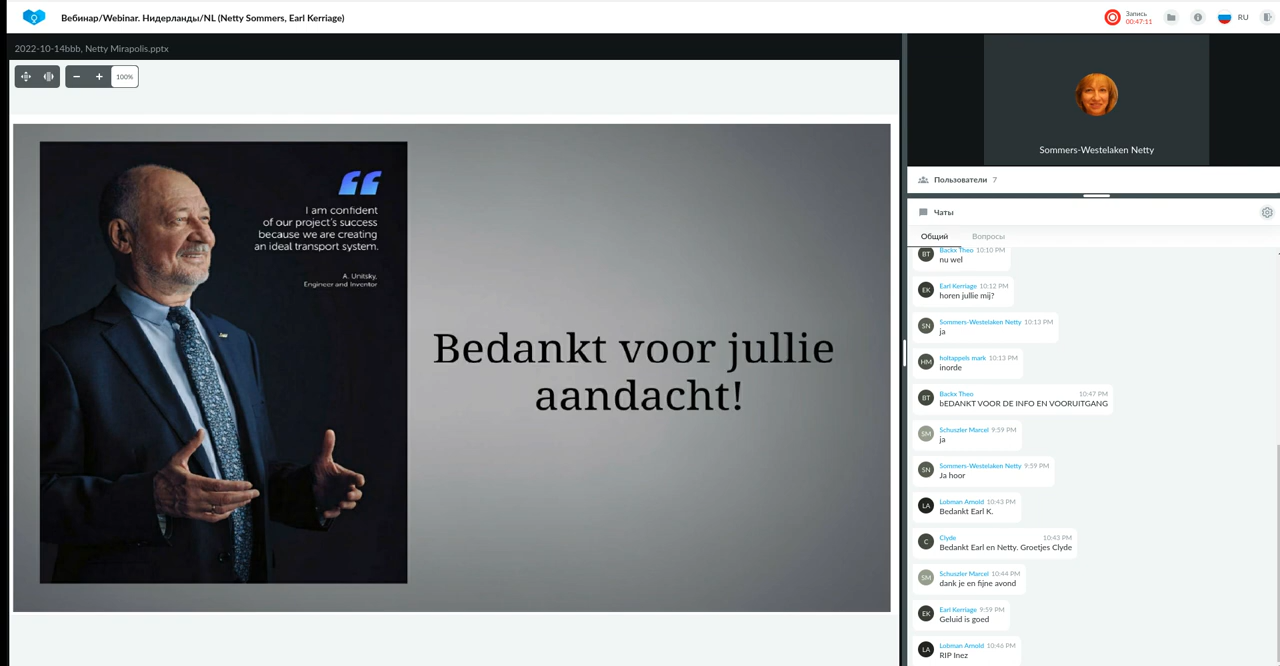 Вебинар/Webinar. Нидерланды/NL (Netty Sommers, Earl Kerriage)
Запись
00:47:11
RU
2022-10-14bbb, Netty Mirapolis.pptx
100%
I am confident
of our project's success
because we are creating
an ideal transport system.
A. Unitsky,
Engineer and Inventor
Bedankt voor jullie
aandacht!
Sommers-Westelaken Netty
Пользователи 7
Чаты
Общий Вопросы
BT Backx Theo 10:10 PM
nu wel
EK Earl Kerriage 10:12 PM
horen jullie mij?
SN Sommers-Westelaken Netty 10:13 PM
ja
HM holtappels mark 10:13 PM
inorde
BT Backx Theo 10:47 PM
bEDANKT VOOR DE INFO EN VOORUITGANG
SM Schuszler Marcel 9:59 PM
ja
SN Sommers-Westelaken Netty 9:59 PM
Ja hoor
LA Lobman Arnold 10:43 PM
Bedankt Earl K.
C Clyde 10:43 PM
Bedankt Earl en Netty. Groetjes Clyde
SM Schuszler Marcel 10:44 PM
dank je en fijne avond
EK Earl Kerriage 9:59 PM
Geluid is goed
LA Lobman Arnold 10:46 PM
RIP Inez